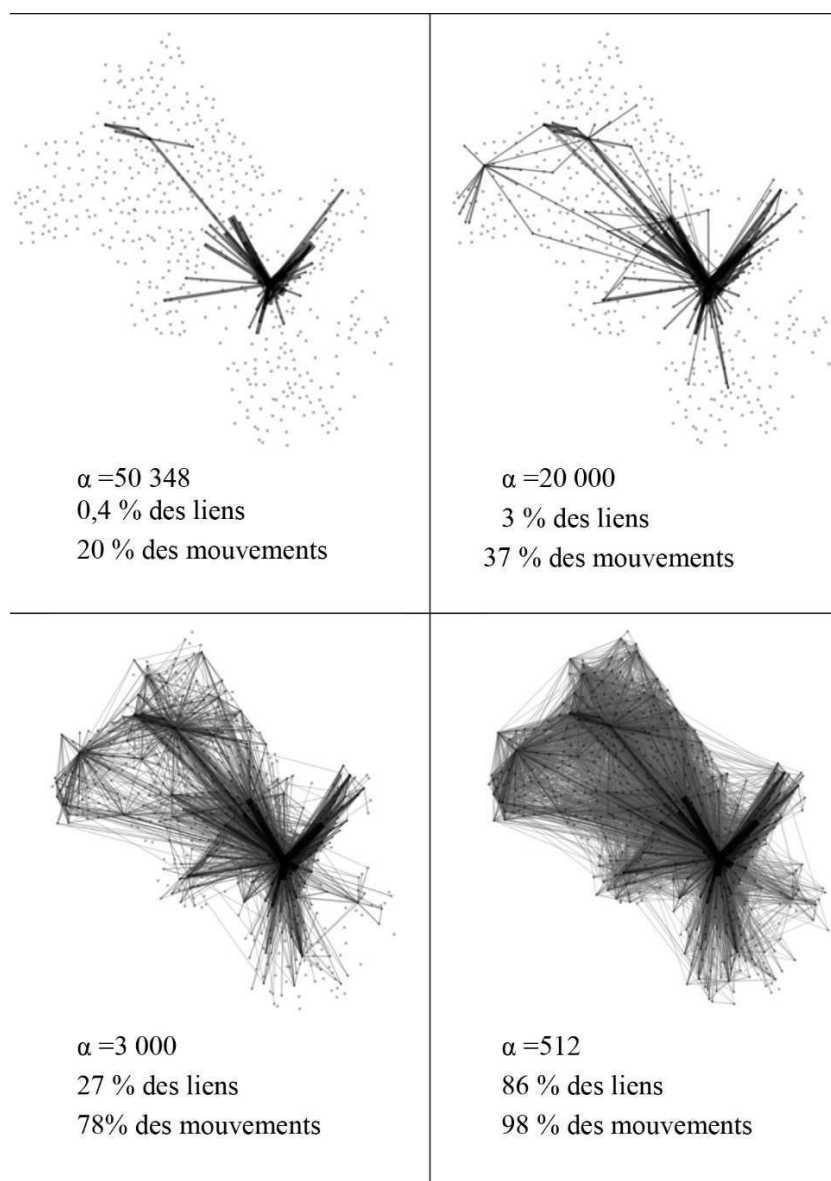 α =50 348
0,4 % des liens
20 % des mouvements
α =20 000
3 % des liens
37 % des mouvements
α =3 000
27 % des liens
78% des mouvements
α =512
86 % des liens
98 % des mouvements